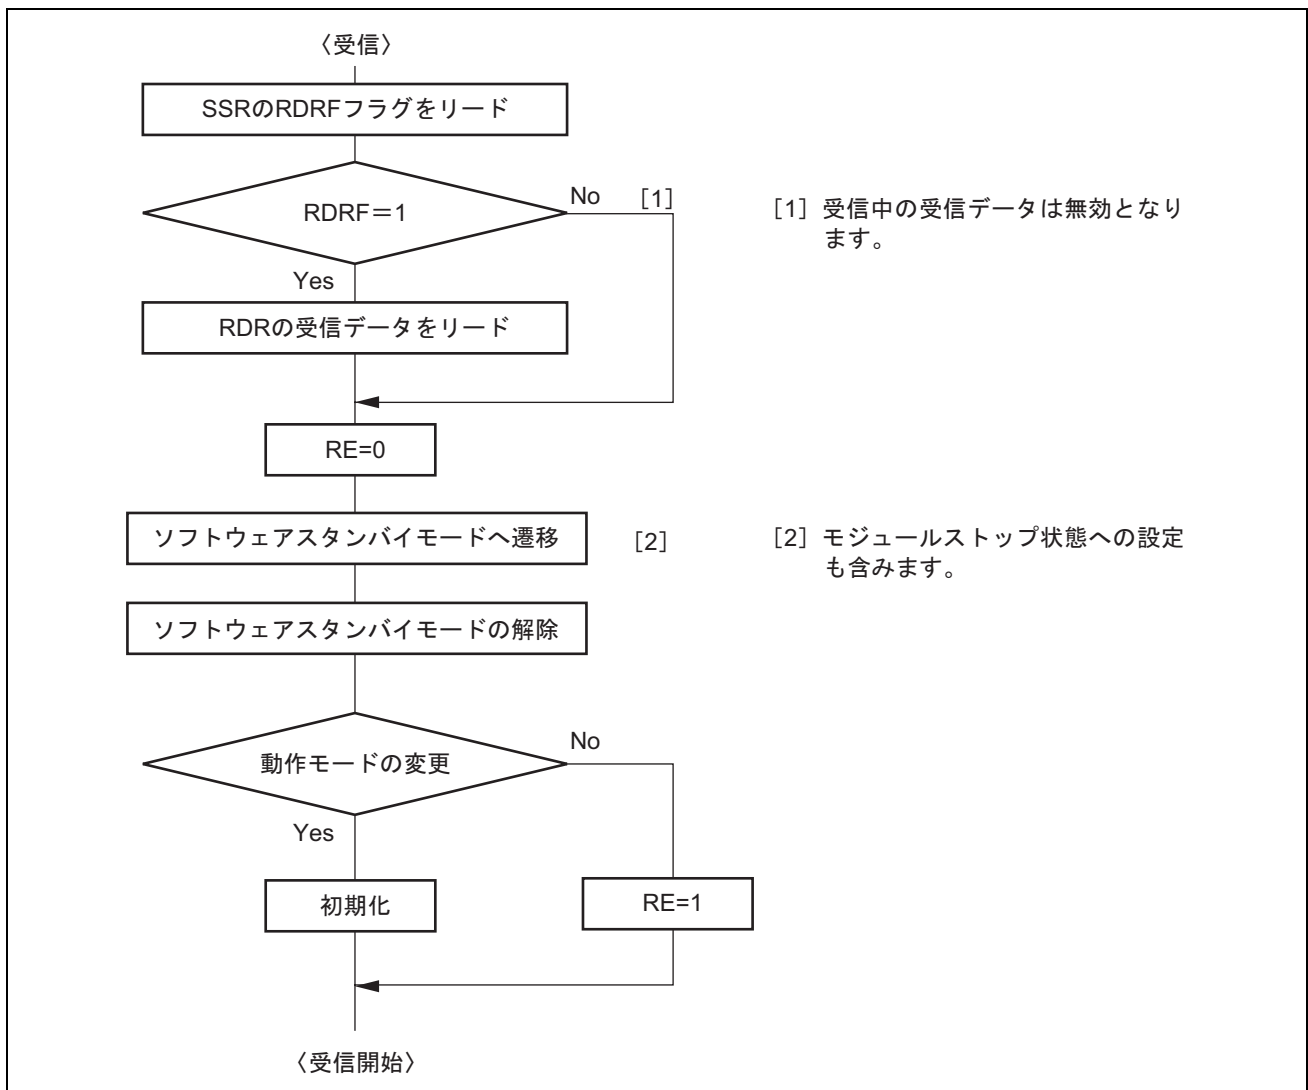 〈受信〉
SSRのRDRFフラグをリード
RDRF＝1
No
［1］
［1］受信中の受信データは無効となり
ます。
Yes
RDRの受信データをリード
RE=0
ソフトウェアスタンバイモードへ遷移
［2］
［2］モジュールストップ状態への設定
も含みます。
ソフトウェアスタンバイモードの解除
動作モードの変更
No
Yes
初期化
RE=1
〈受信開始〉